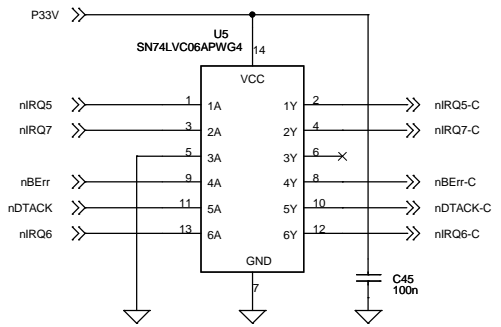 P33V
U5
SN74LVC06APWG4
14
VCC
nIRQ5 1 1A 1Y 2 nIRQ5-C
nIRQ7 3 2A 2Y 4 nIRQ7-C
5 3A 3Y 6
nBErr 9 4A 4Y 8 nBErr-C
nDTACK 11 5A 5Y 10 nDTACK-C
nIRQ6 13 6A 6Y 12 nIRQ6-C
GND
7
C45
100n